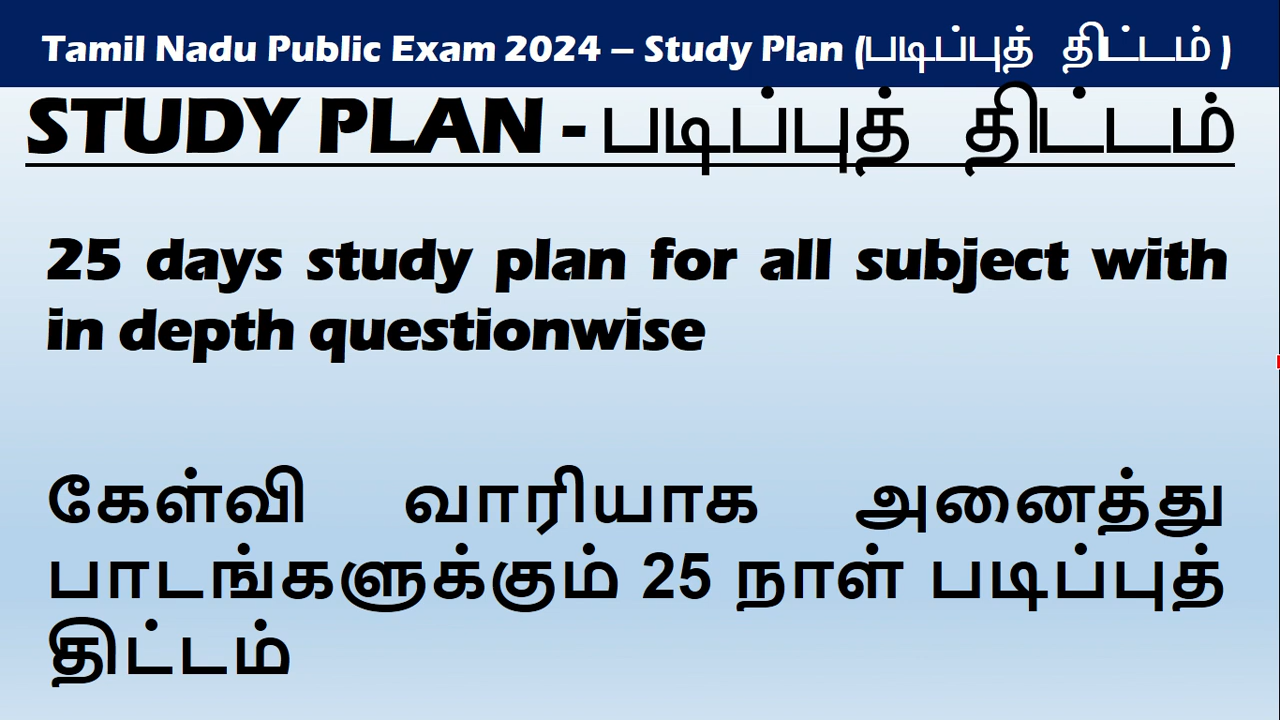 Tamil Nadu Public Exam 2024 – Study Plan (படிப்புத் திட்டம் )
STUDY PLAN - படிப்புத் திட்டம்
25 days study plan for all subject with
in depth questionwise
கேள்வி வாரியாக அனைத்து
பாடங்களுக்கும் 25 நாள் படிப்புத்
திட்டம்